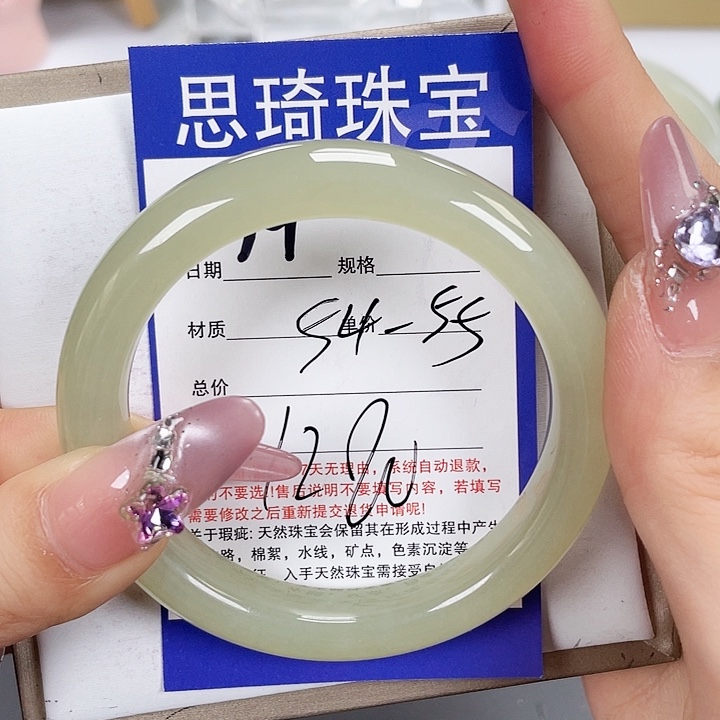 思琦珠宝
日期 规格
材质 单价
54-55
总价
12
7天无理由，系统自动退款，
不要选!!售后说明不要填写内容，若填写
需要修改之后重新提交退货申请呢!
关于瑕疵: 天然珠宝会保留其在形成过程中产生
路，棉絮，水线，矿点，色素沉淀等
入手天然珠宝需接受自